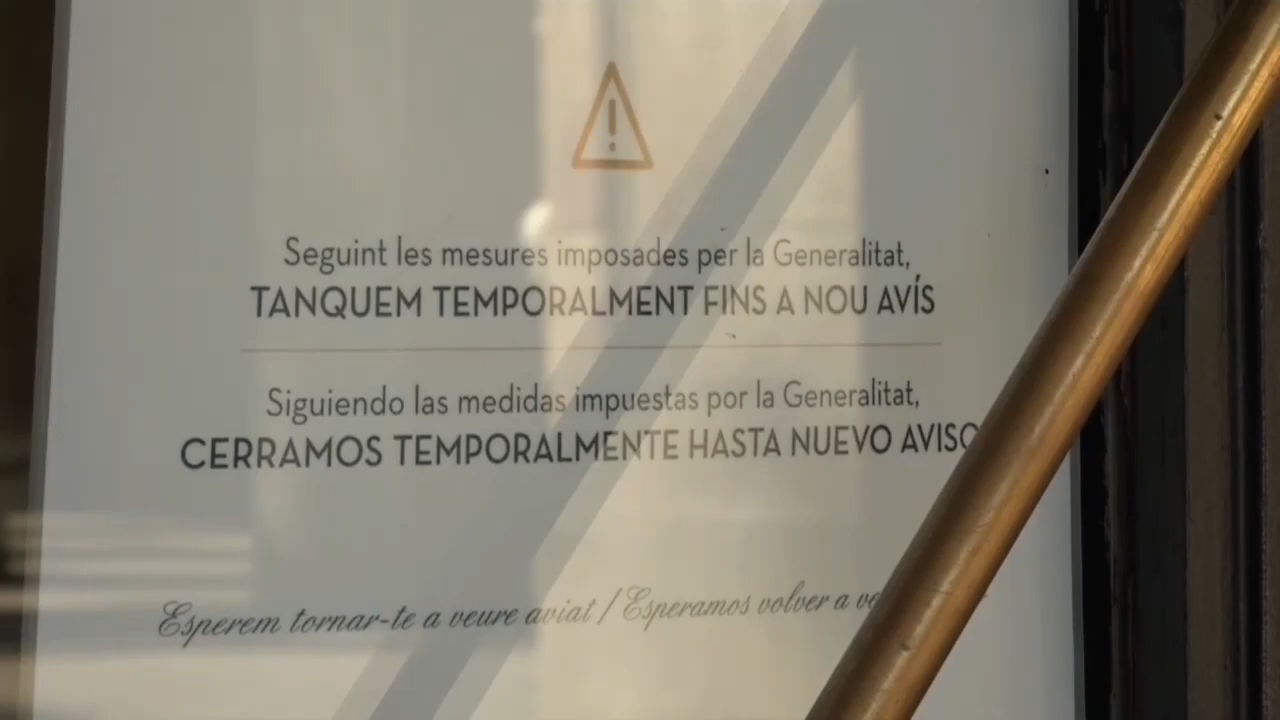 Seguint les mesures imposades per la Generalitat,
TANQUEM TEMPORALMENT FINS A NOU AVÍS
Siguiendo las medidas impuestas por la Generalitat,
CERRAMOS TEMPORALMENTE HASTA NUEVO AVISO
Esperem tornar-te a veure aviat / Esperamos volver a